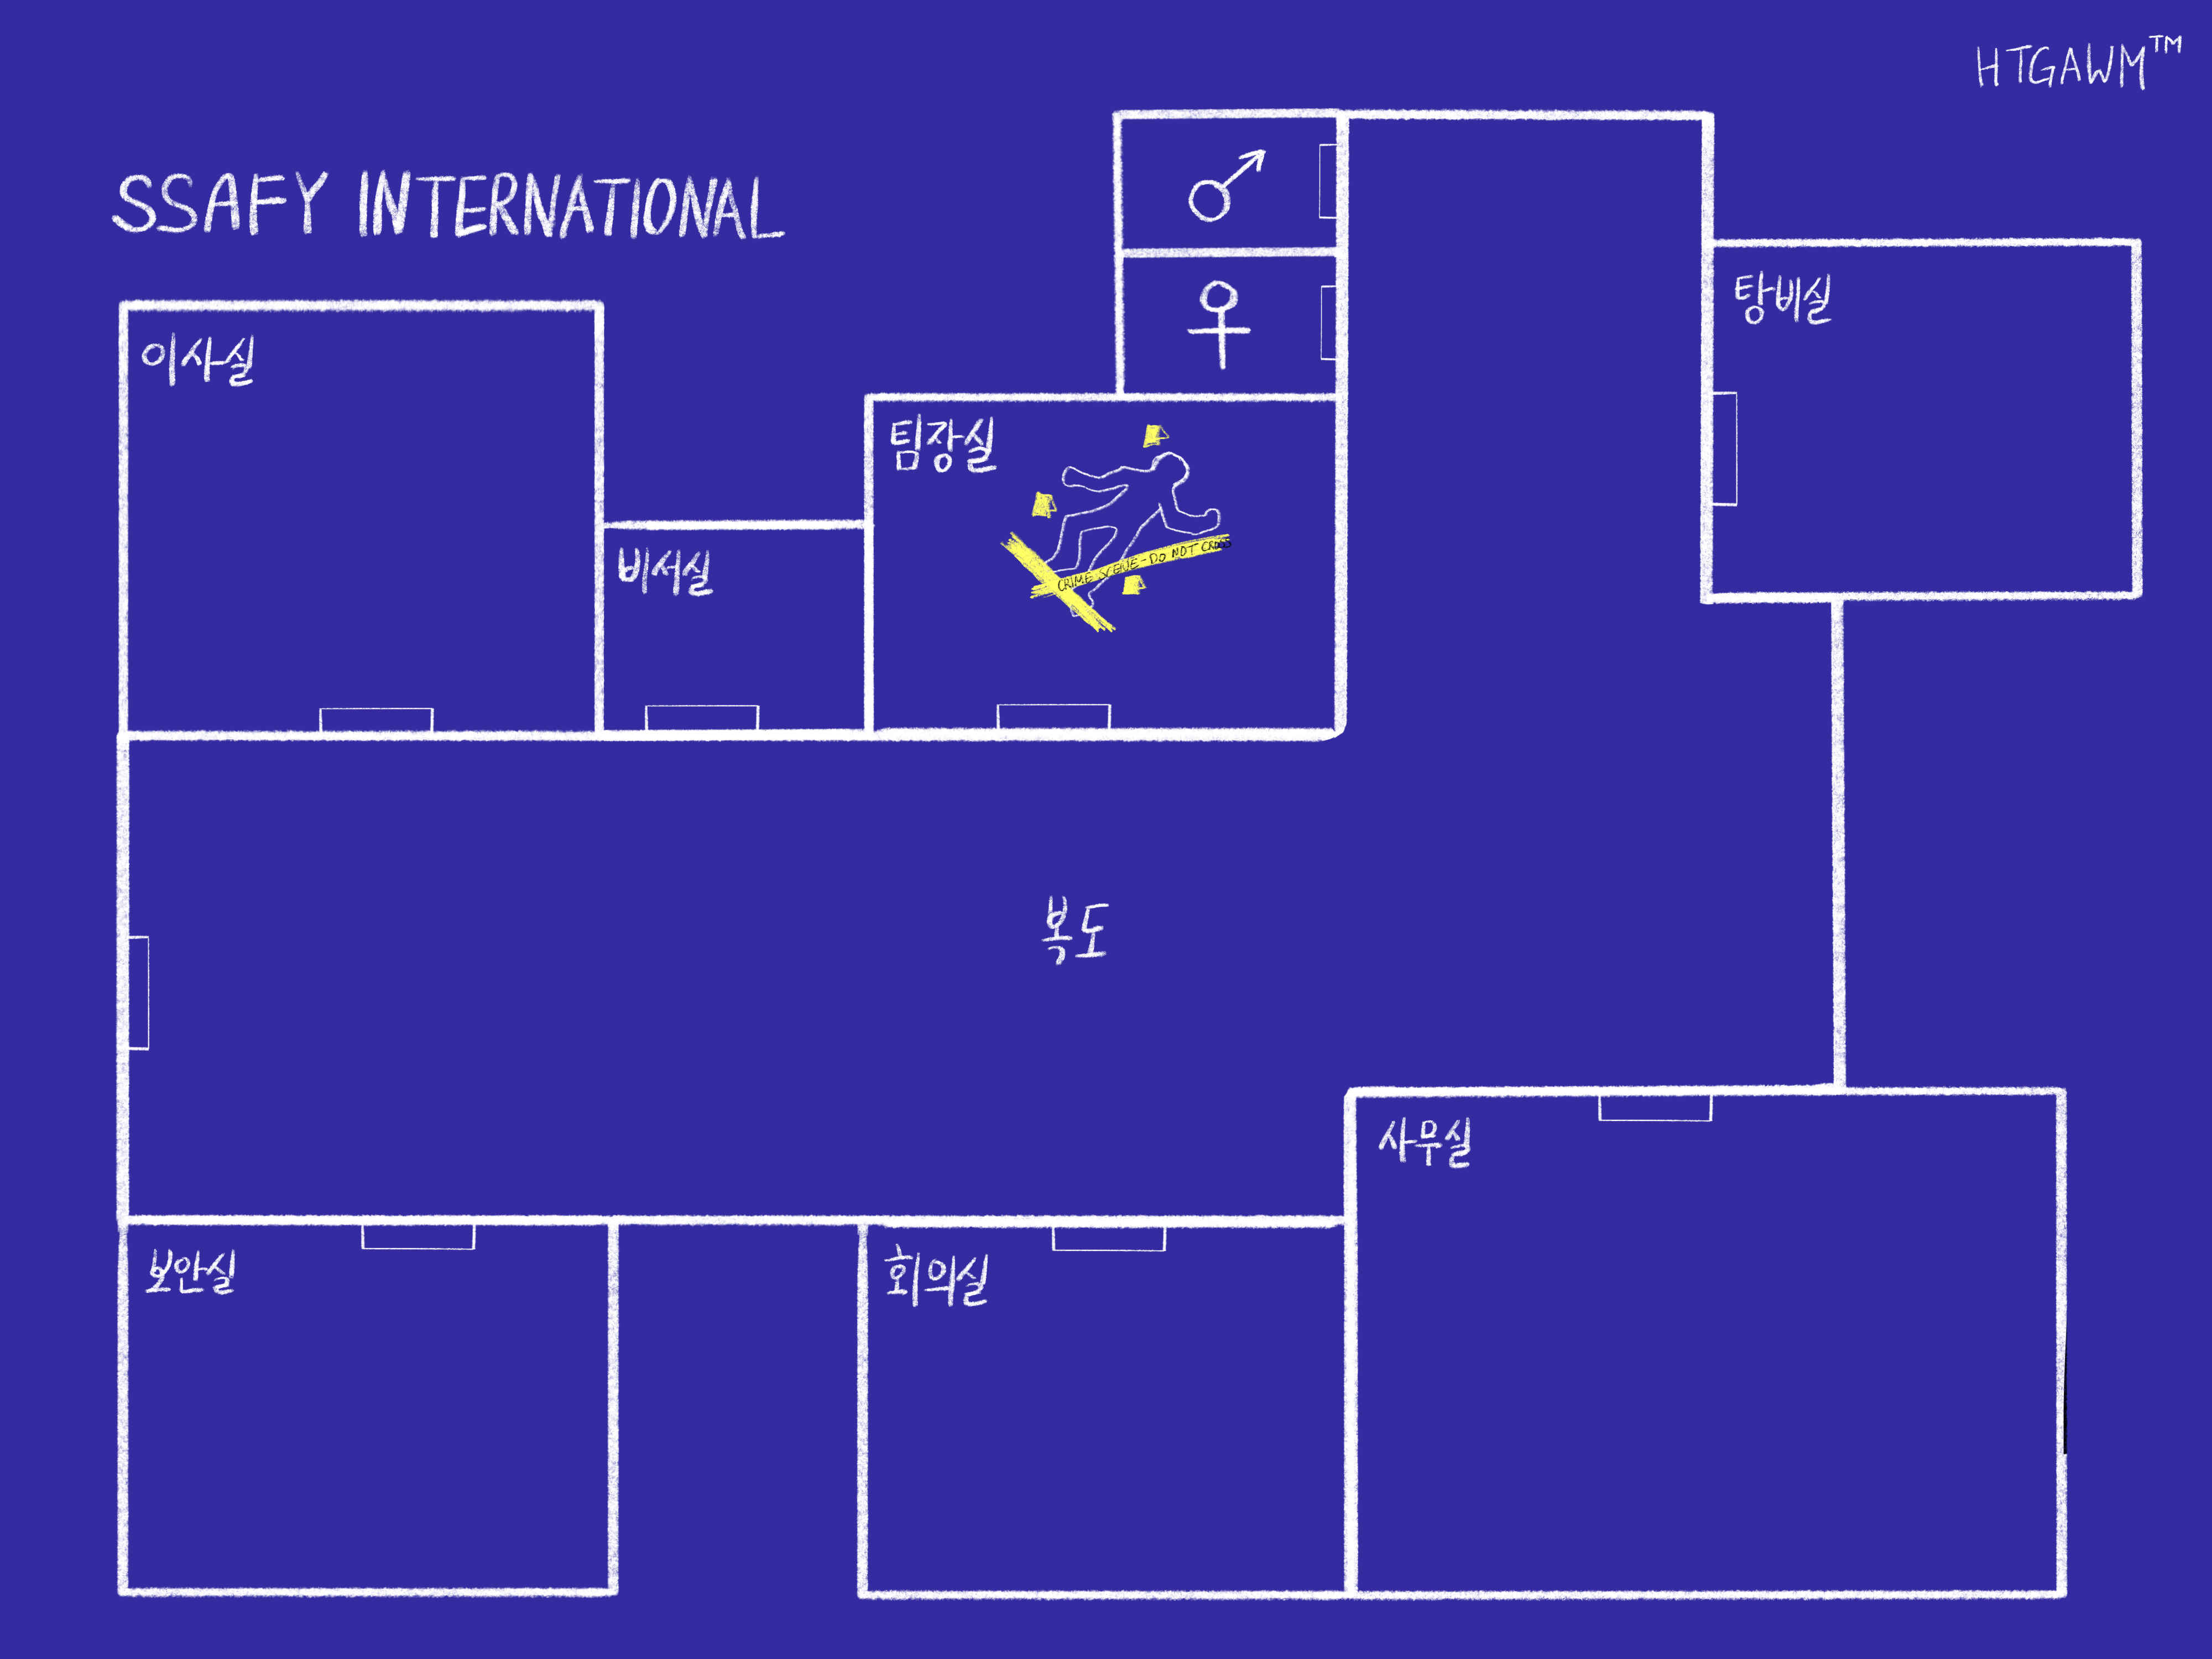 HTGAWM™
SSAFY INTERNATIONAL
탕비실
이사실
팀장실
비서실
CRIME SCENE - DO NOT CROSS
복도
사무실
보안실
회의실